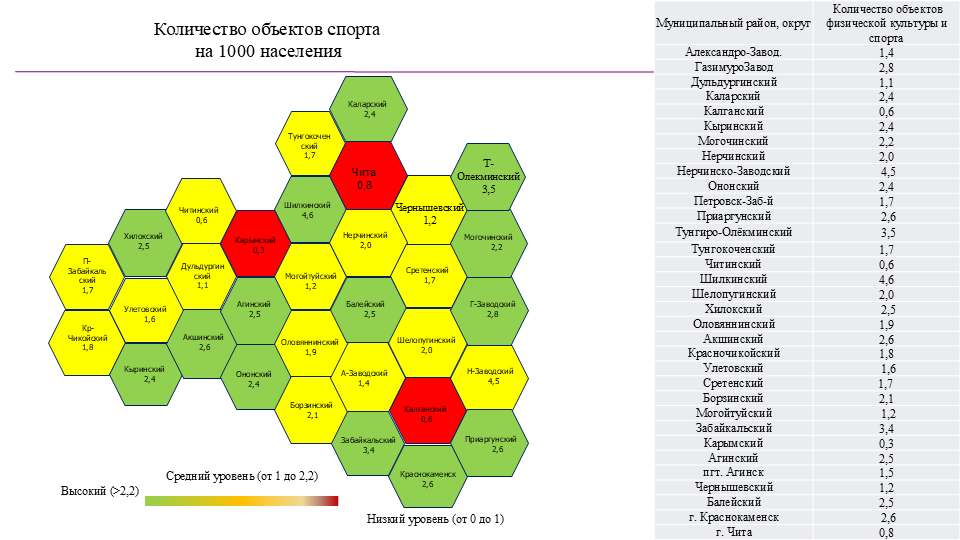 Количество объектов спорта
на 1000 населения
Каларский
2,4
Тунгокочен
ский
1,7
Чита
0,8
Т-
Олекминский
3,5
Шилкинский
4,6
Чернышевский
1,2
Читинский
0,6
Хилокский
2,5
Карымский
0,3
Нерчинский
2,0
Могочинский
2,2
П-
Забайкаль
ский
1,7
Дульдургин
ский
1,1
Могойтуйский
1,2
Сретенский
1,7
Улетовский
1,6
Агинский
2,5
Балейский
2,5
Г-Заводский
2,8
Кр-
Чикойский
1,8
Акшинский
2,6
Оловяннинский
1,9
Шелопугинский
2,0
Кыринский
2,4
Ононский
2,4
А-Заводский
1,4
Н-Заводский
4,5
Борзинский
2,1
Калганский
0,6
Забайкальский
3,4
Приаргунский
2,6
Краснокаменск
2,6
Средний уровень (от 1 до 2,2)
Высокий (>2,2)
Низкий уровень (от 0 до 1)
Муниципальный район, округ
Количество объектов
физической культуры и
спорта
Александро-Завод. 1,4
ГазимуроЗавод 2,8
Дульдургинский 1,1
Каларский 2,4
Калганский 0,6
Кыринский 2,4
Могочинский 2,2
Нерчинский 2,0
Нерчинско-Заводский 4,5
Ононский 2,4
Петровск-Заб-й 1,7
Приаргунский 2,6
Тунгиро-Олёкминский 3,5
Тунгокоченский 1,7
Читинский 0,6
Шилкинский 4,6
Шелопугинский 2,0
Хилокский 2,5
Оловяннинский 1,9
Акшинский 2,6
Красночикойский 1,8
Улетовский 1,6
Сретенский 1,7
Борзинский 2,1
Могойтуйский 1,2
Забайкальский 3,4
Карымский 0,3
Агинский 2,5
пгт. Агинск 1,5
Чернышевский 1,2
Балейский 2,5
г. Краснокаменск 2,6
г. Чита 0,8